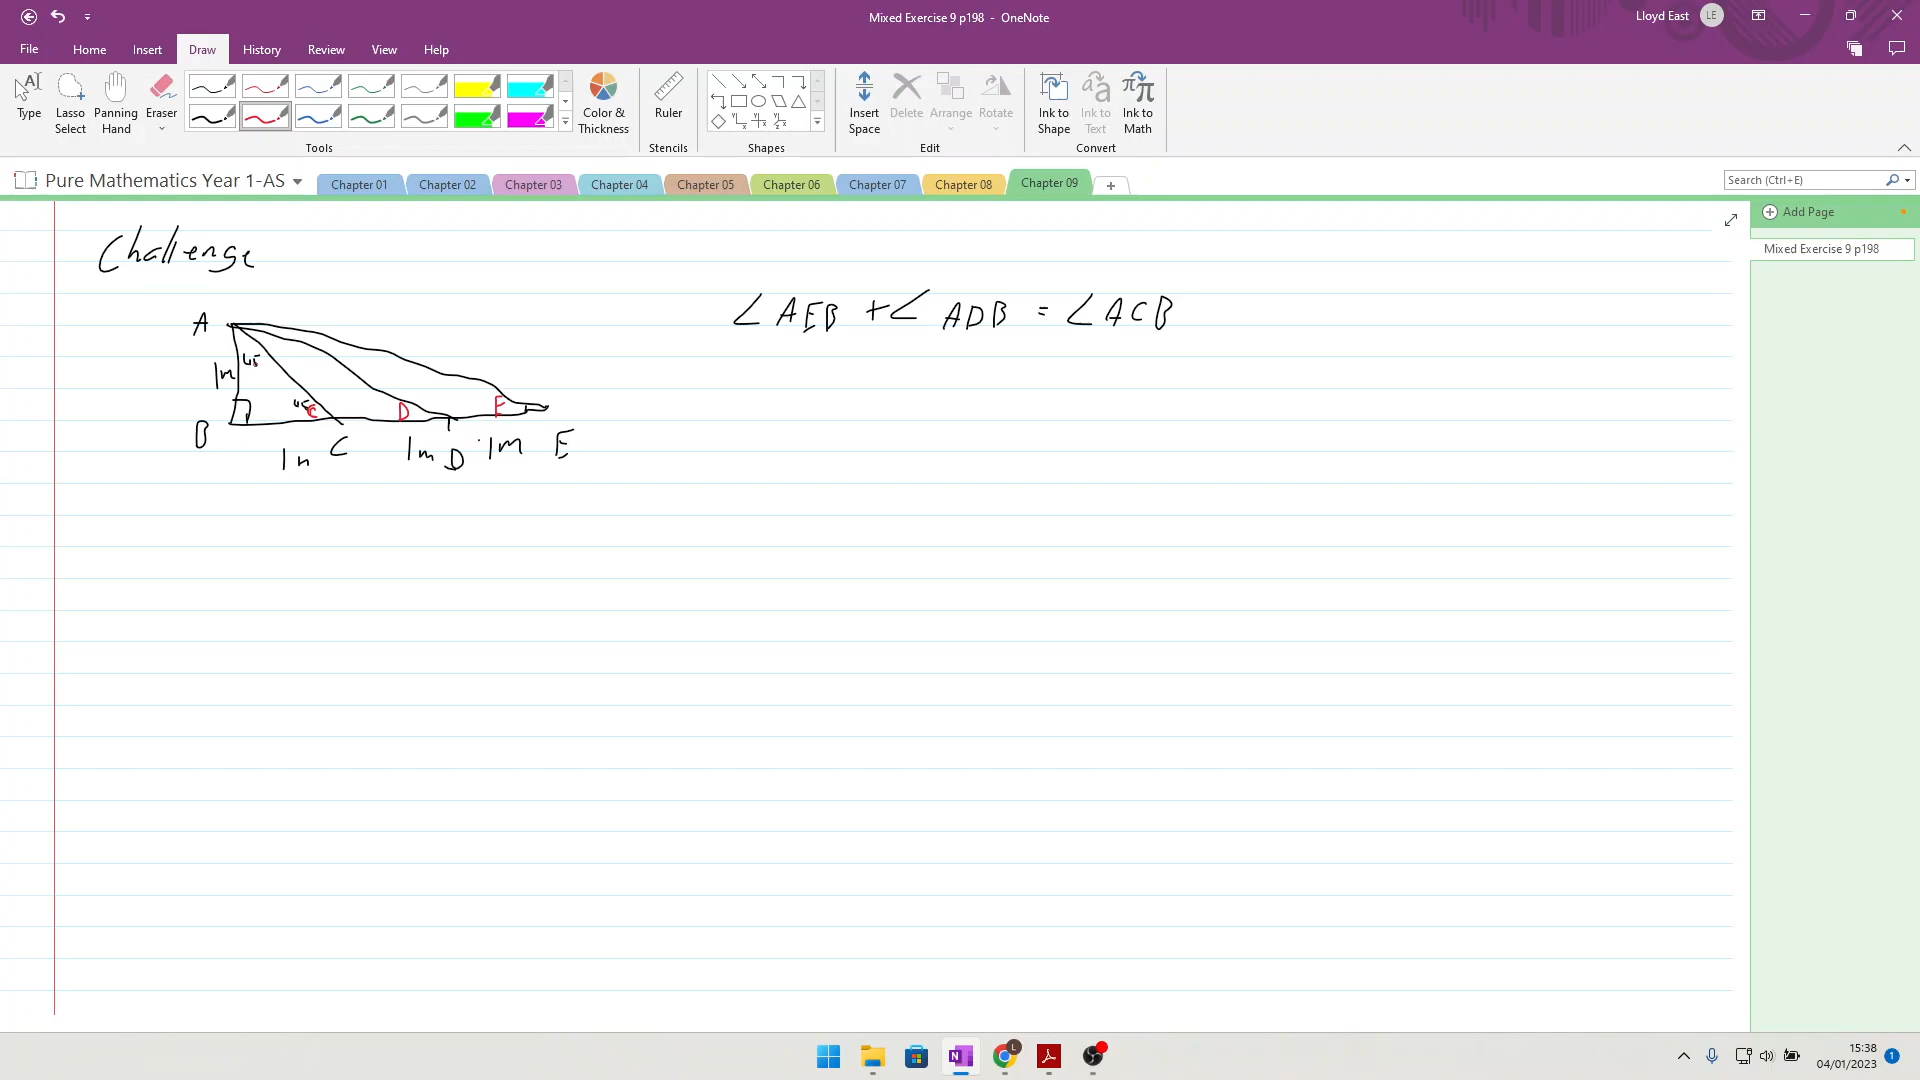 Mixed Exercise 9 p198 - OneNote
Lloyd East LE
File Home Insert Draw History Review View Help
Type
Lasso Select
Panning Hand
Eraser
Color & Thickness
Ruler
Insert Space
Delete
Arrange
Rotate
Ink to Shape
Ink to Text
Ink to Math
Tools Stencils Shapes Edit Convert
Pure Mathematics Year 1-AS Chapter 01 Chapter 02 Chapter 03 Chapter 04 Chapter 05 Chapter 06 Chapter 07 Chapter 08 Chapter 09
Search (Ctrl+E)
Add Page
Mixed Exercise 9 p198
Challenge
∠AEB + ∠ADB = ∠ACB
A
45
1m
45 C D E
B
1m C 1m D 1m E
15:38
04/01/2023
1